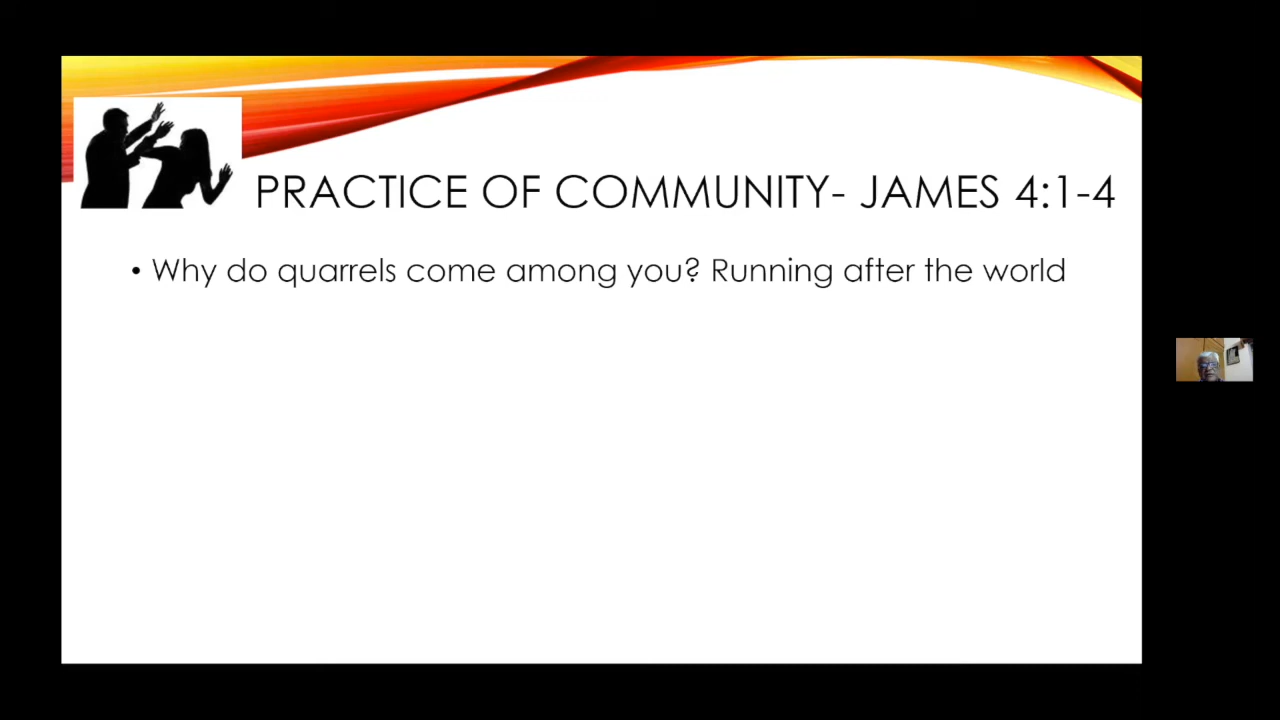 PRACTICE OF COMMUNITY- JAMES 4:1-4
• Why do quarrels come among you? Running after the world